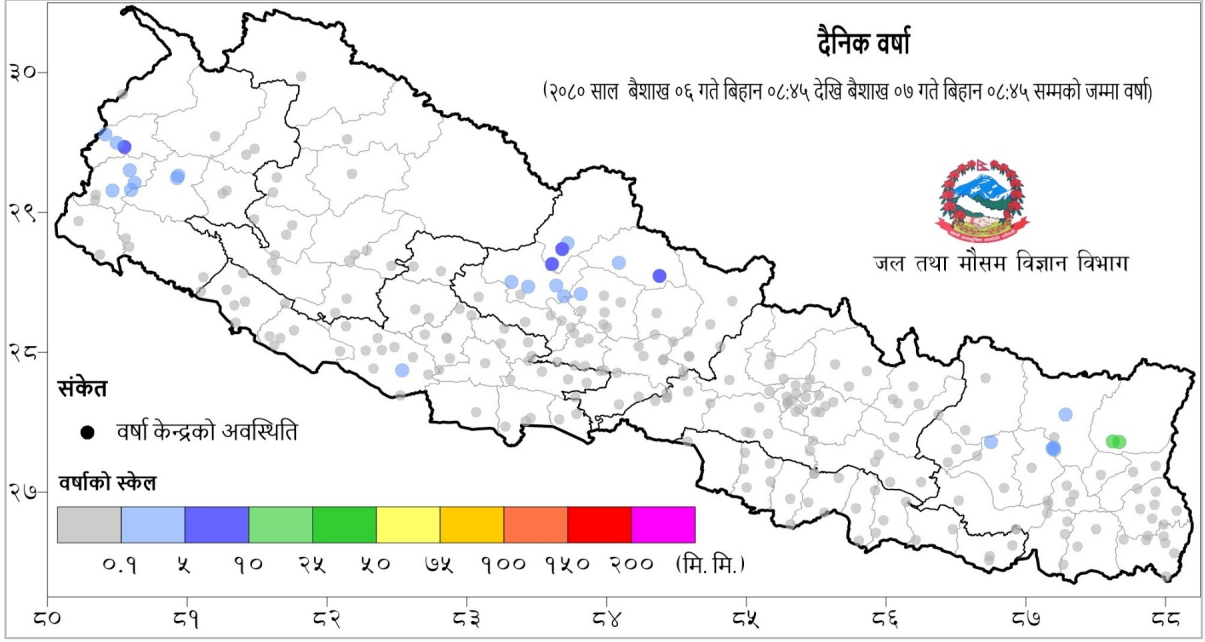 दैनिक वर्षा
(२०८० साल बैशाख ०६ गते बिहान ०८:४५ देखि बैशाख ०७ गते बिहान ०८:४५ सम्मको जम्मा वर्षा)
जल तथा मौसम विज्ञान विभाग
३०
२९
२८
२७
संकेत
वर्षा केन्द्रको अवस्थिति
वर्षाको स्केल
०.१ ५ १० २५ ५० ७५ १०० १५० २०० (मि. मि.)
८० ८१ ८२ ८३ ८४ ८५ ८६ ८७ ८८